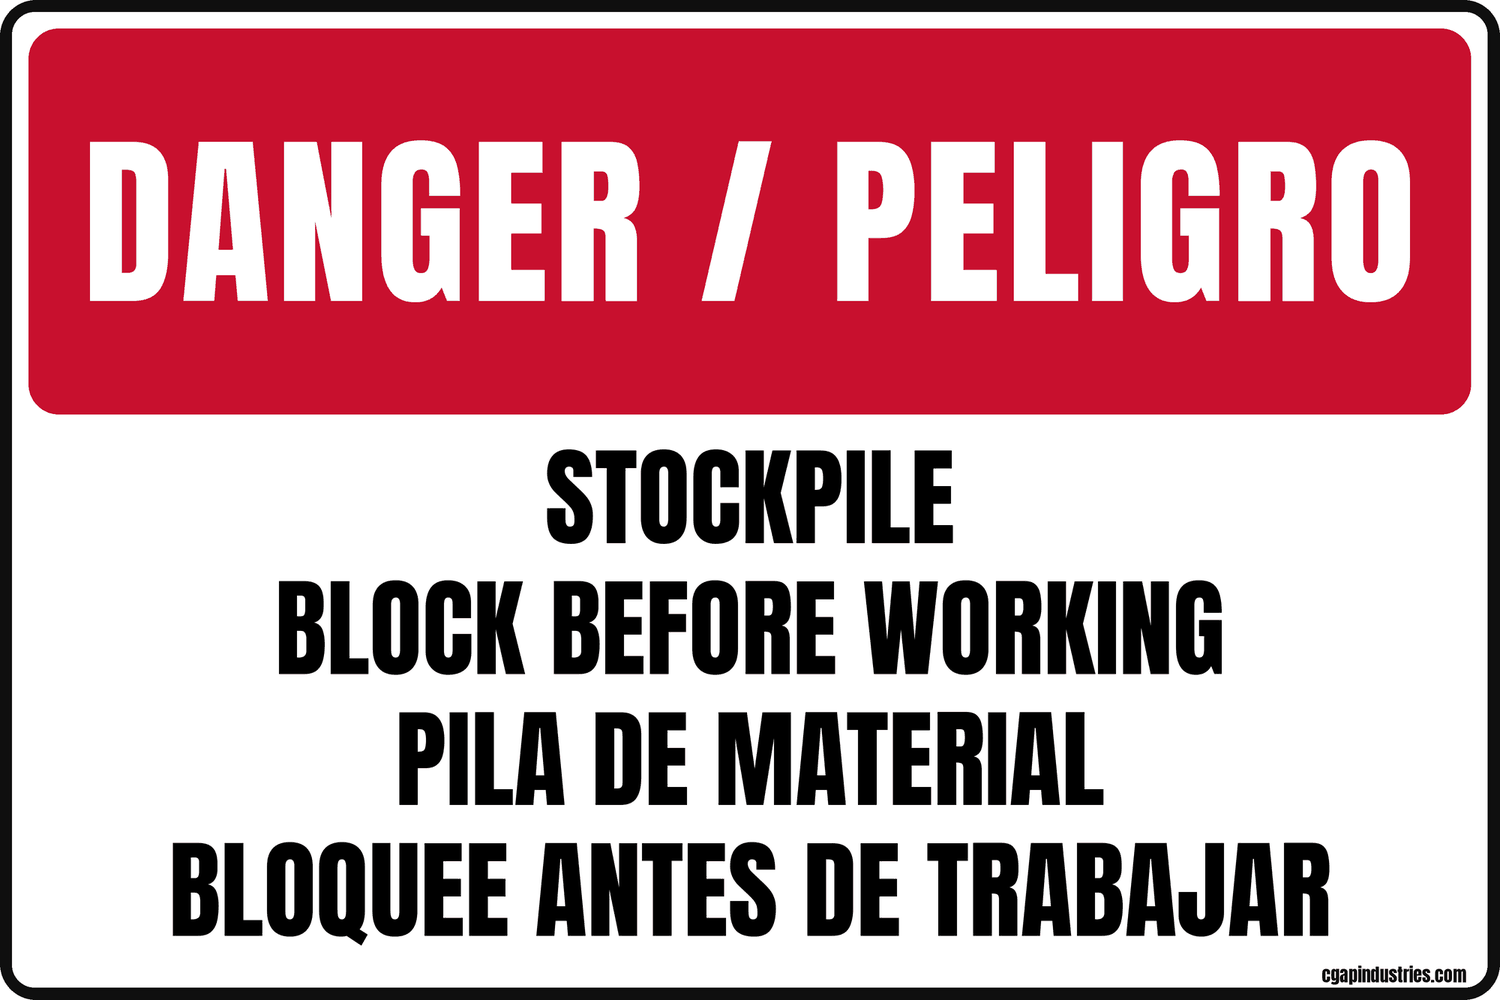 DANGER / PELIGRO
STOCKPILE
BLOCK BEFORE WORKING
PILA DE MATERIAL
BLOQUEE ANTES DE TRABAJAR
cgapindustries.com